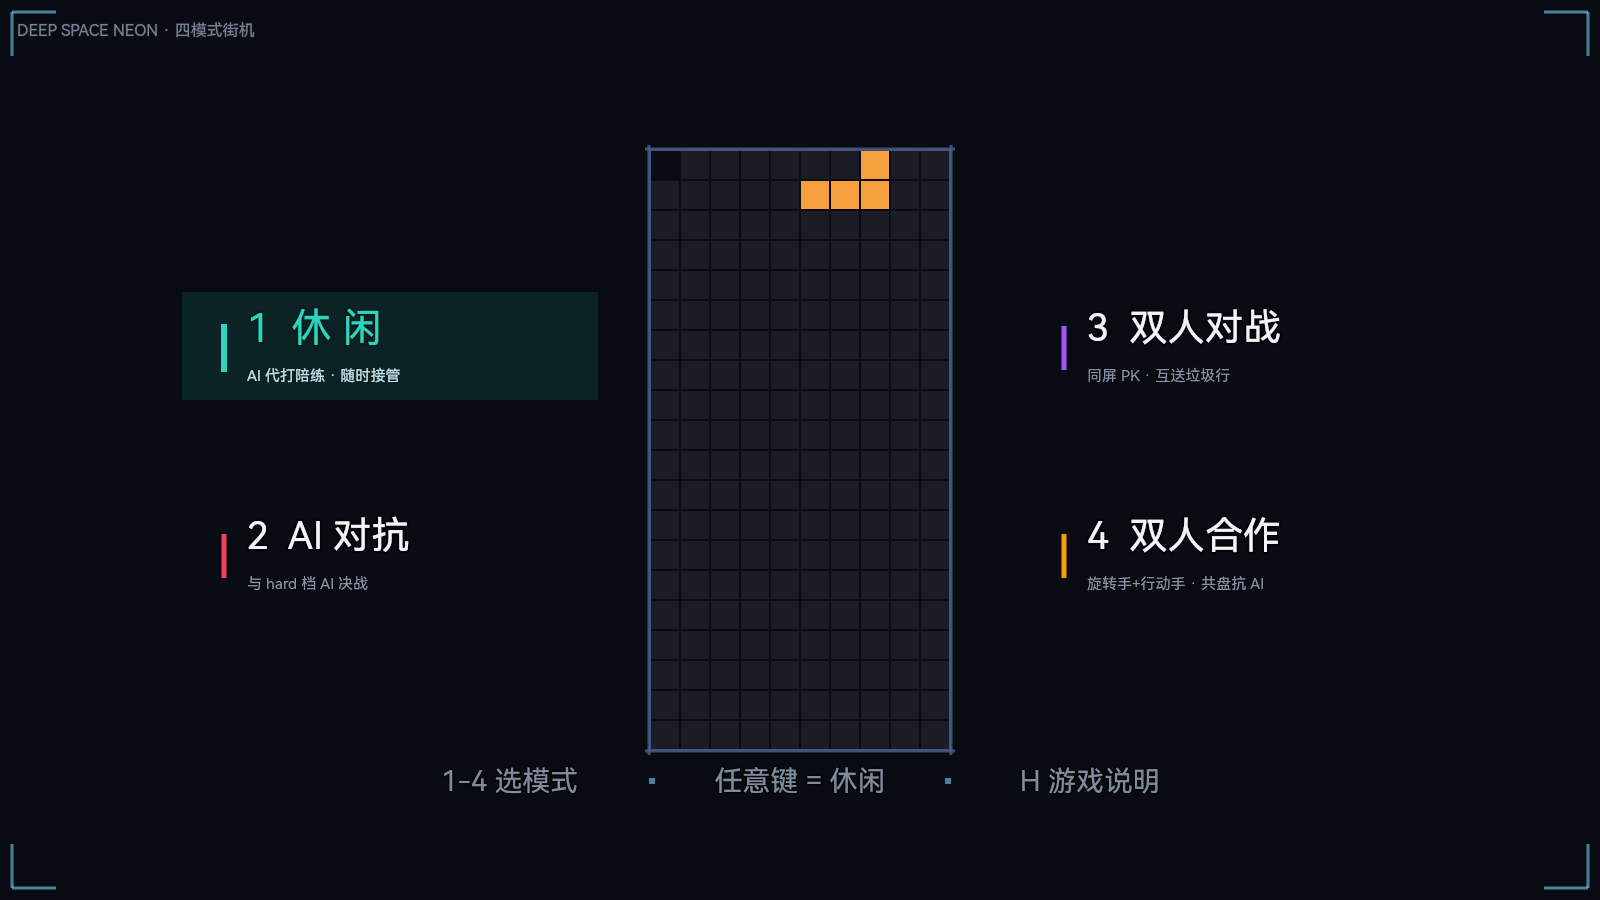 DEEP SPACE NEON · 四模式街机
1 休 闲
AI 代打陪练 · 随时接管
2 AI 对抗
与 hard 档 AI 决战
3 双人对战
同屏 PK · 互送垃圾行
4 双人合作
旋转手+行动手 · 共盘抗 AI
1-4 选模式 ▪ 任意键 = 休闲 ▪ H 游戏说明